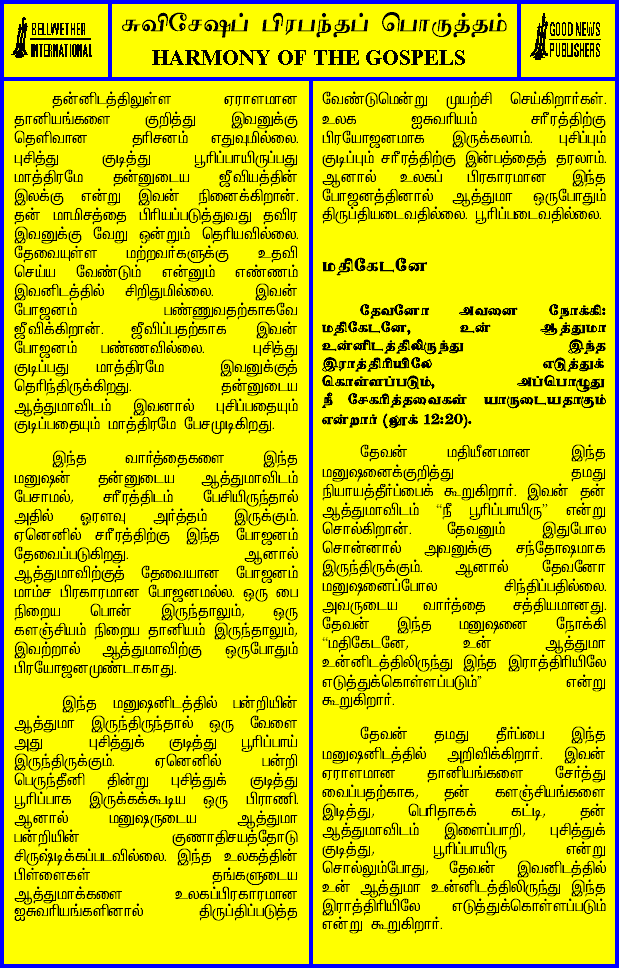 BELLWETHER
INTERNATIONAL
சுவிசேஷப் பிரபந்தப் பொருத்தம்
HARMONY OF THE GOSPELS
GOOD NEWS
PUBLISHERS
தன்னிடத்திலுள்ள ஏராளமான
தானியங்களை குறித்து இவனுக்கு
தெளிவான தரிசனம் எதுவுமில்லை.
புசித்து குடித்து பூரிப்பாயிருப்பது
மாத்திரமே தன்னுடைய ஜீவியத்தின்
இலக்கு என்று இவன் நினைக்கிறான்.
தன் மாமிசத்தை பிரியப்படுத்துவது தவிர
இவனுக்கு வேறு ஒன்றும் தெரியவில்லை.
தேவையுள்ள மற்றவர்களுக்கு உதவி
செய்ய வேண்டும் என்னும் எண்ணம்
இவனிடத்தில் சிறிதுமில்லை. இவன்
போஜனம் பண்ணுவதற்காகவே
ஜீவிக்கிறான். ஜீவிப்பதற்காக இவன்
போஜனம் பண்ணவில்லை. புசித்து
குடிப்பது மாத்திரமே இவனுக்குத்
தெரிந்திருக்கிறது. தன்னுடைய
ஆத்துமாவிடம் இவனால் புசிப்பதையும்
குடிப்பதையும் மாத்திரமே பேசமுடிகிறது.
இந்த வார்த்தைகளை இந்த
மனுஷன் தன்னுடைய ஆத்துமாவிடம்
பேசாமல், சரீரத்திடம் பேசியிருந்தால்
அதில் ஓரளவு அர்த்தம் இருக்கும்.
ஏனெனில் சரீரத்திற்கு இந்த போஜனம்
தேவைப்படுகிறது. ஆனால்
ஆத்துமாவிற்குத் தேவையான போஜனம்
மாம்ச பிரகாரமான போஜனமல்ல. ஒரு பை
நிறைய பொன் இருந்தாலும், ஒரு
களஞ்சியம் நிறைய தானியம் இருந்தாலும்,
இவற்றால் ஆத்துமாவிற்கு ஒருபோதும்
பிரயோஜனமுண்டாகாது.
இந்த மனுஷனிடத்தில் பன்றியின்
ஆத்துமா இருந்திருந்தால் ஒரு வேளை
அது புசித்துக் குடித்து பூரிப்பாய்
இருந்திருக்கும். ஏனெனில் பன்றி
பெருந்தீனி தின்று புசித்துக் குடித்து
பூரிப்பாக இருக்கக்கூடிய ஒரு பிராணி.
ஆனால் மனுஷருடைய ஆத்துமா
பன்றியின் குணாதிசயத்தோடு
சிருஷ்டிக்கப்படவில்லை. இந்த உலகத்தின்
பிள்ளைகள் தங்களுடைய
ஆத்துமாக்களை உலகப்பிரகாரமான
ஐசுவரியங்களினால் திருப்திப்படுத்த
வேண்டுமென்று முயற்சி செய்கிறார்கள்.
உலக ஐசுவரியம் சரீரத்திற்கு
பிரயோஜனமாக இருக்கலாம். புசிப்பும்
குடிப்பும் சரீரத்திற்கு இன்பத்தைத் தரலாம்.
ஆனால் உலகப் பிரகாரமான இந்த
போஜனத்தினால் ஆத்துமா ஒருபோதும்
திருப்தியடைவதில்லை. பூரிப்படைவதில்லை.
மதிகேடனே
தேவனோ அவனை நோக்கி:
மதிகேடனே, உன் ஆத்துமா
உன்னிடத்திலிருந்து இந்த
இராத்திரியிலே எடுத்துக்
கொள்ளப்படும், அப்பொழுது
நீ சேகரித்தவைகள் யாருடையதாகும்
என்றார் (லூக் 12:20).
தேவன் மதியீனமான இந்த
மனுஷனைக்குறித்து தமது
நியாயத்தீர்ப்பைக் கூறுகிறார். இவன் தன்
ஆத்துமாவிடம் “நீ பூரிப்பாயிரு” என்று
சொல்கிறான். தேவனும் இதுபோல
சொன்னால் அவனுக்கு சந்தோஷமாக
இருந்திருக்கும். ஆனால் தேவனோ
மனுஷனைப்போல சிந்திப்பதில்லை.
அவருடைய வார்த்தை சத்தியமானது.
தேவன் இந்த மனுஷனை நோக்கி
“மதிகேடனே, உன் ஆத்துமா
உன்னிடத்திலிருந்து இந்த இராத்திரியிலே
எடுத்துக்கொள்ளப்படும்” என்று
கூறுகிறார்.
தேவன் தமது தீர்ப்பை இந்த
மனுஷனிடத்தில் அறிவிக்கிறார். இவன்
ஏராளமான தானியங்களை சேர்த்து
வைப்பதற்காக, தன் களஞ்சியங்களை
இடித்து, பெரிதாகக் கட்டி, தன்
ஆத்துமாவிடம் இளைப்பாறி, புசித்துக்
குடித்து, பூரிப்பாயிரு என்று
சொல்லும்போது, தேவன் இவனிடத்தில்
உன் ஆத்துமா உன்னிடத்திலிருந்து இந்த
இராத்திரியிலே எடுத்துக்கொள்ளப்படும்
என்று கூறுகிறார்.